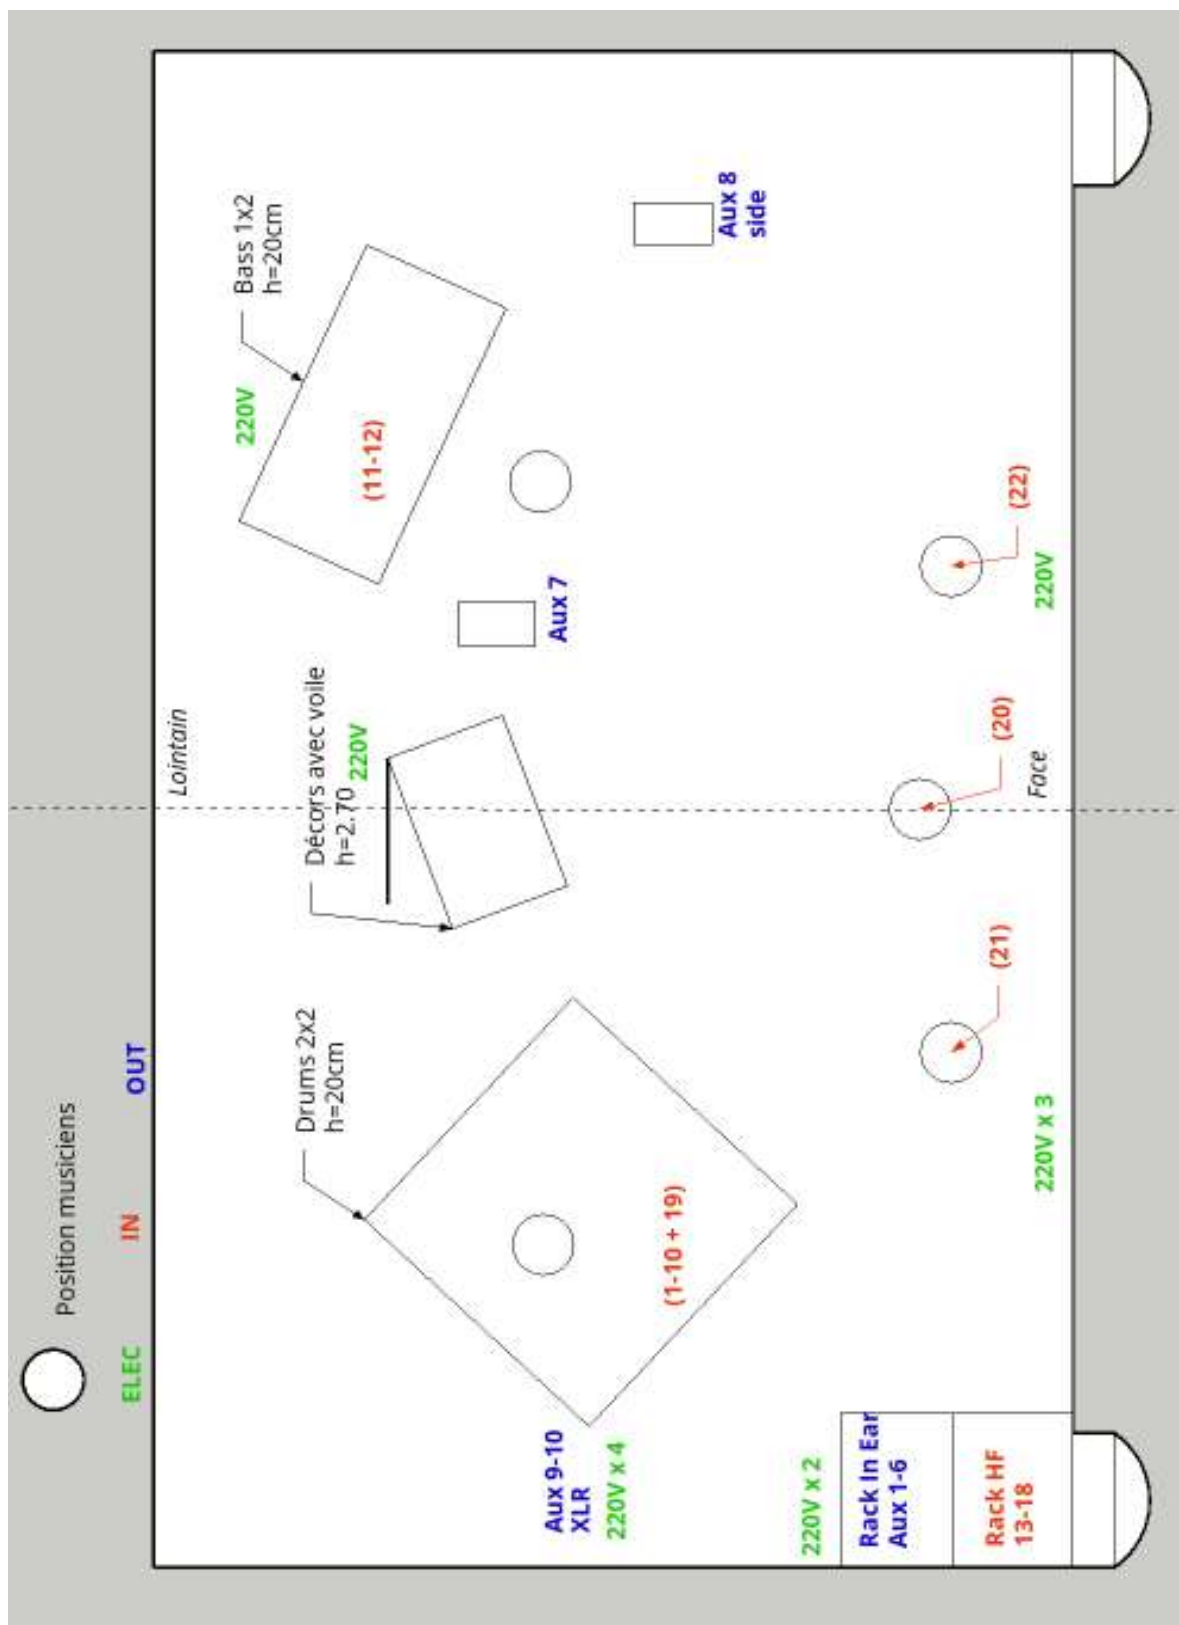 Position musiciens
ELEC
IN
OUT
Lointain
Drums 2x2
h=20cm
Décors avec voile
h=2.70
220V
Bass 1x2
h=20cm
220V
(11-12)
Aux 7
Aux 8
side
(1-10 + 19)
Aux 9-10
XLR
220V x 4
220V x 2
Rack In Ear
Aux 1-6
Rack HF
13-18
220V x 3
(21)
(20)
Face
(22)
220V